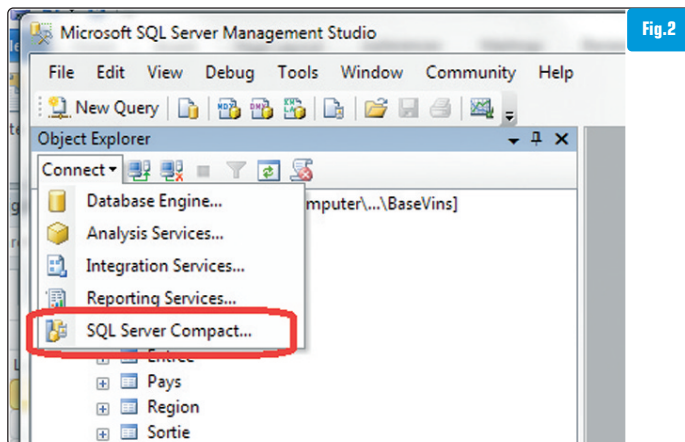 Microsoft SQL Server Management Studio
Fig.2
File Edit View Debug Tools Window Community Help
New Query
Object Explorer
Connect
Database Engine...
mputer\...\BaseVins]
Analysis Services...
Integration Services...
Reporting Services...
SQL Server Compact...
Entree
Pays
Region
Sortie